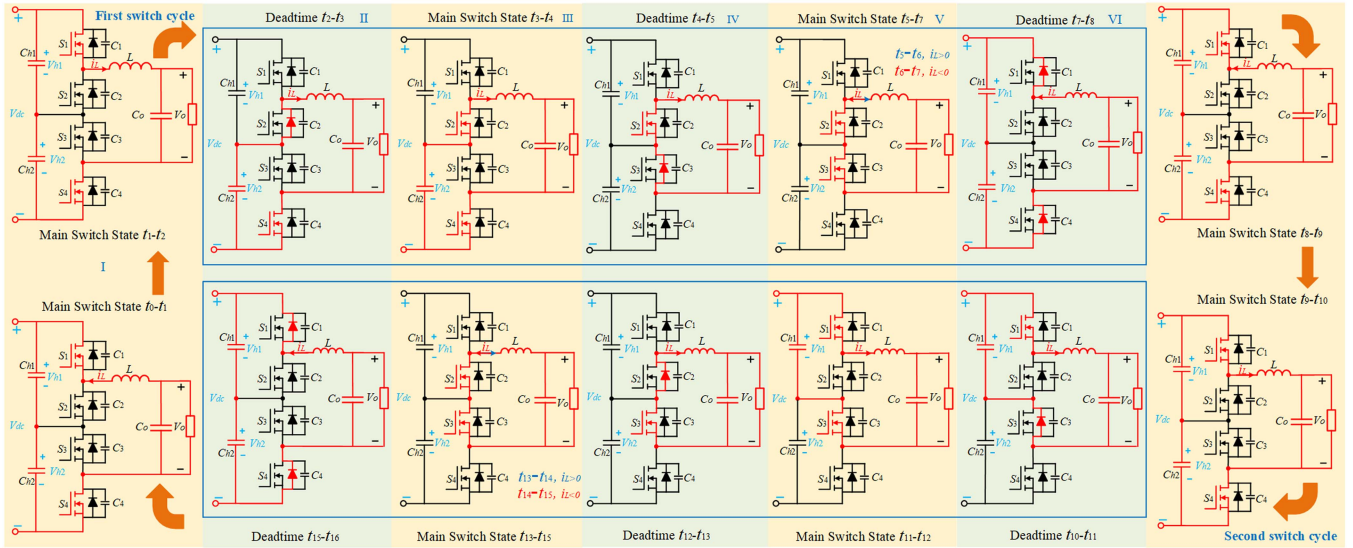 First switch cycle
Deadtime t2-t3 II
Main Switch State t3-t4 III
Deadtime t4-t5 IV
Main Switch State t5-t7 V
Deadtime t7-t8 VI
t5-t6, iL>0
t6-t7, iL<0
Main Switch State t1-t2
I
Main Switch State t0-t1
Main Switch State t8-t9
Main Switch State t9-t10
+
−
Vdc
Ch1
Vh1
Ch2
Vh2
S1
C1
S2
C2
S3
C3
S4
C4
iL
L
Co
Vo
t13-t14, iL>0
t14-t15, iL<0
Deadtime t15-t16
Main Switch State t13-t15
Deadtime t12-t13
Main Switch State t11-t12
Deadtime t10-t11
Second switch cycle